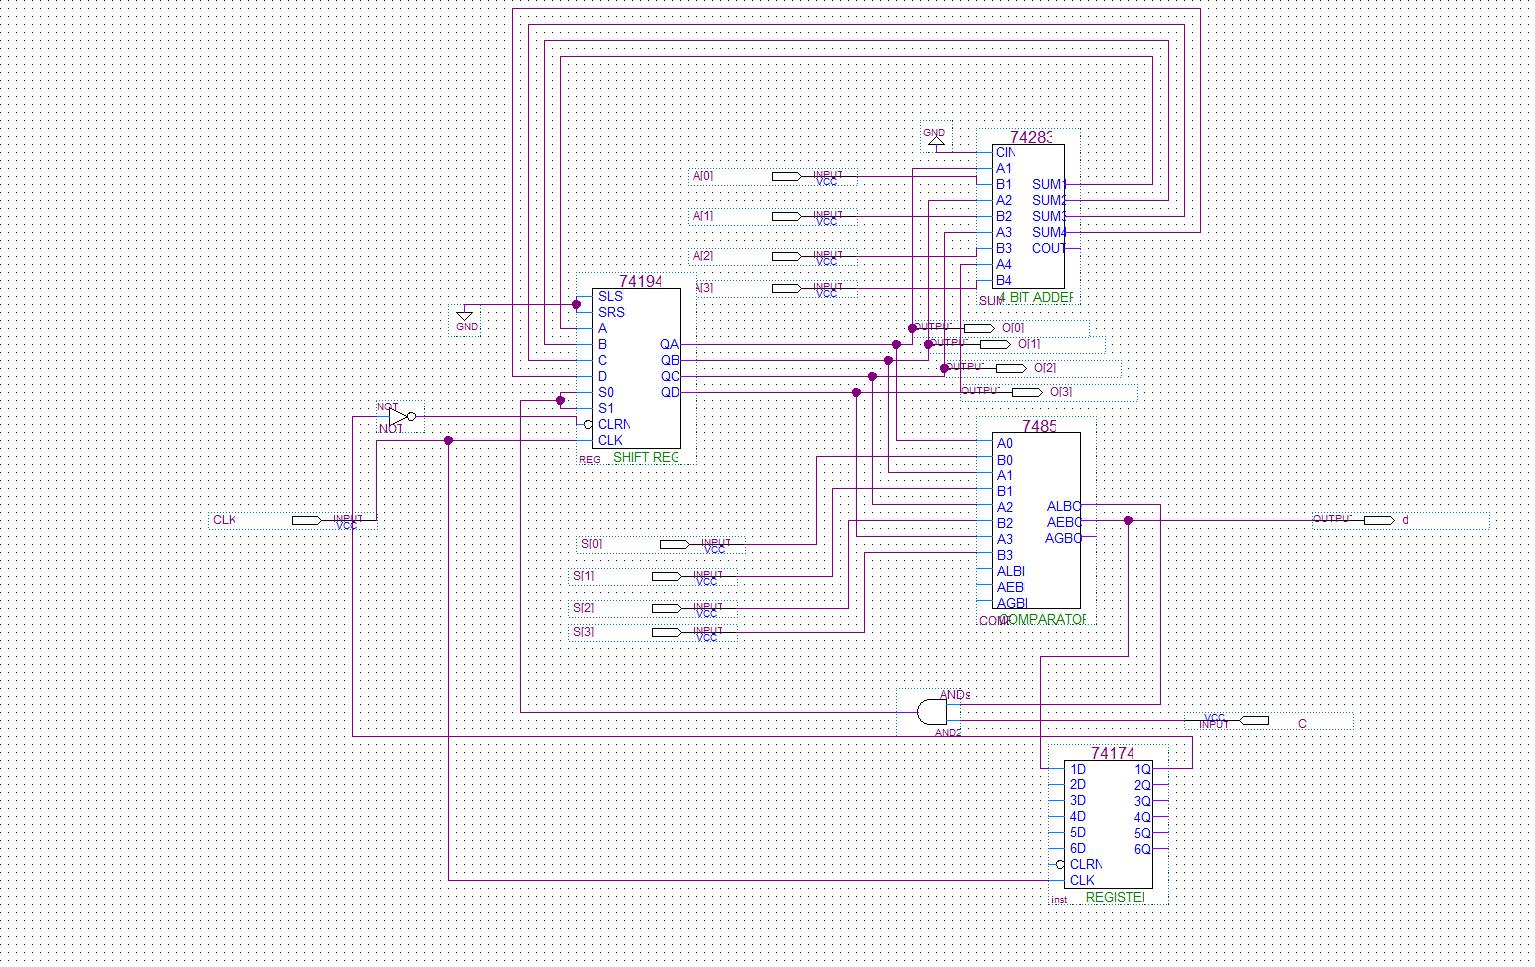 GND
74283
CIN
A1
A[0] INPUT VCC
B1 SUM1
A2 SUM2
A[1] INPUT VCC
B2 SUM3
A3 SUM4
A[2] INPUT VCC
B3 COUT
A4
A[3] INPUT VCC
B4
SUM 4 BIT ADDER
74194
SLS
SRS
GND
A
B QA
C QB
D QC
S0 QD
S1
CLRN
CLK
REG SHIFT REG
OUTPUT O[0]
OUTPUT O[1]
OUTPUT O[2]
OUTPUT O[3]
NOT
NOT
7485
A0
B0
A1
B1
A2 ALBO
B2 AEBO
A3 AGBO
B3
ALBI
AEBI
AGBI
COMP COMPARATOR
CLK INPUT VCC
OUTPUT d
S[0] INPUT VCC
S[1] INPUT VCC
S[2] INPUT VCC
S[3] INPUT VCC
ANDs
AND2
VCC INPUT C
74174
1D 1Q
2D 2Q
3D 3Q
4D 4Q
5D 5Q
6D 6Q
CLRN
CLK
inst REGISTER